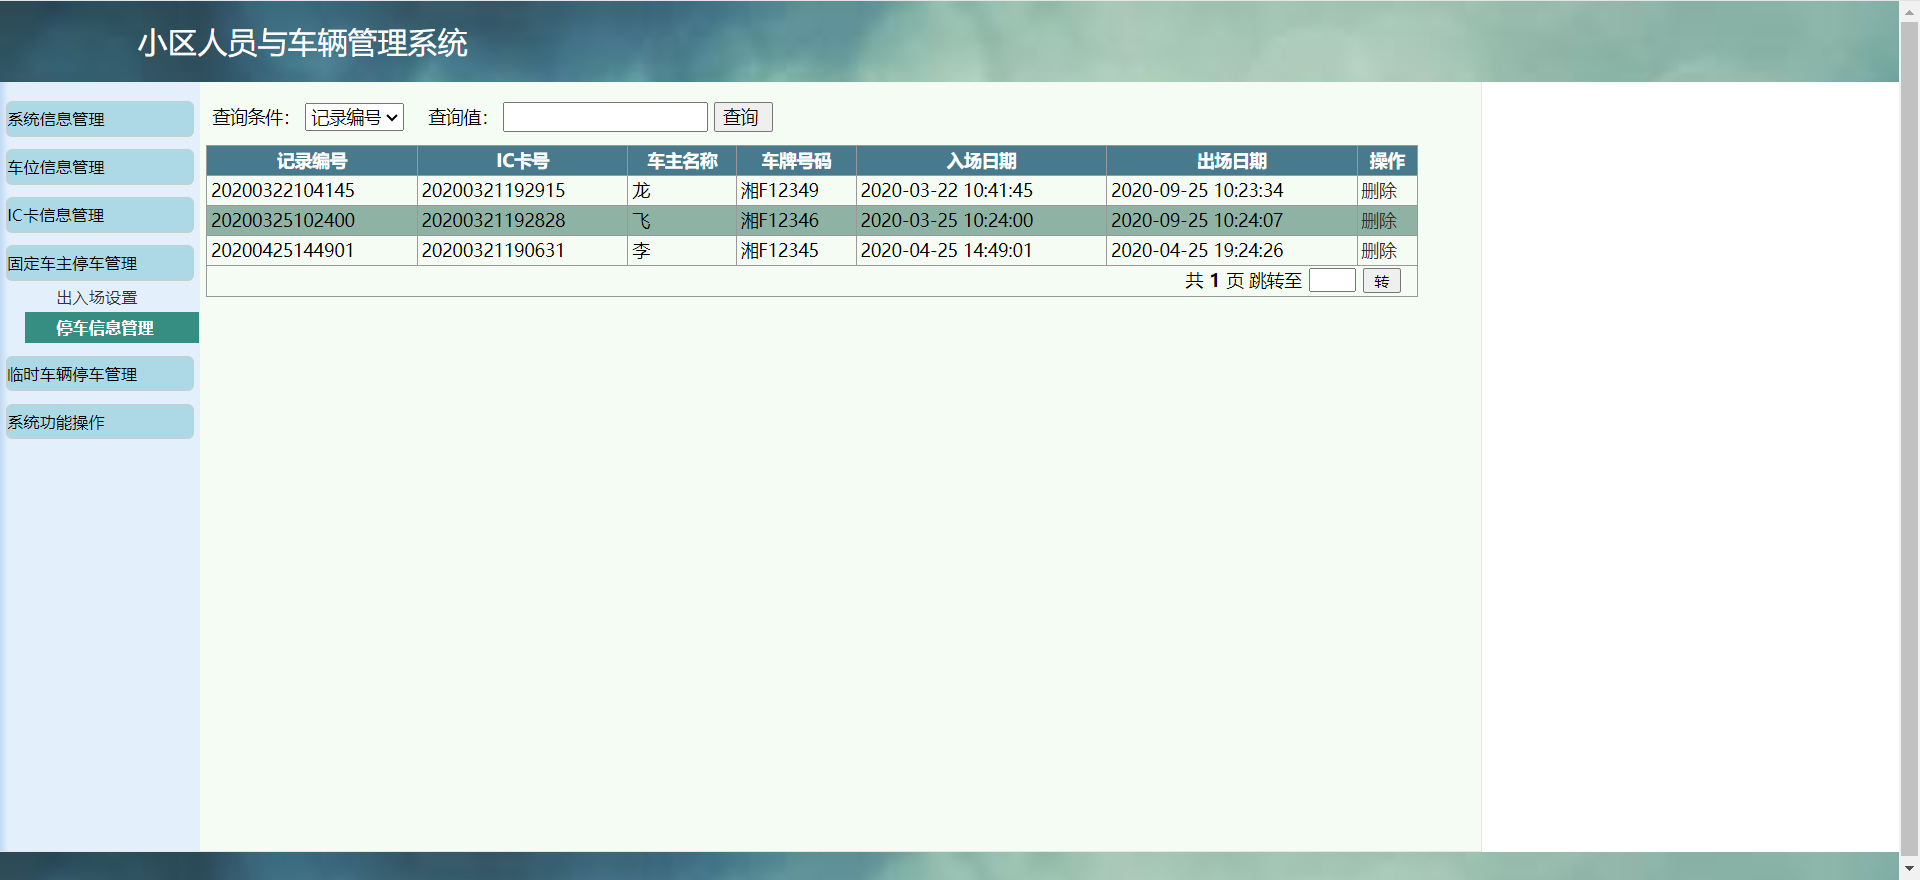 小区人员与车辆管理系统
系统信息管理
车位信息管理
IC卡信息管理
固定车主停车管理
出入场设置
停车信息管理
临时车辆停车管理
系统功能操作
查询条件： 记录编号 查询值： 查询
记录编号 IC卡号 车主名称 车牌号码 入场日期 出场日期 操作
20200322104145 20200321192915 龙 湘F12349 2020-03-22 10:41:45 2020-09-25 10:23:34 删除
20200325102400 20200321192828 飞 湘F12346 2020-03-25 10:24:00 2020-09-25 10:24:07 删除
20200425144901 20200321190631 李 湘F12345 2020-04-25 14:49:01 2020-04-25 19:24:26 删除
共 1 页 跳转至 转